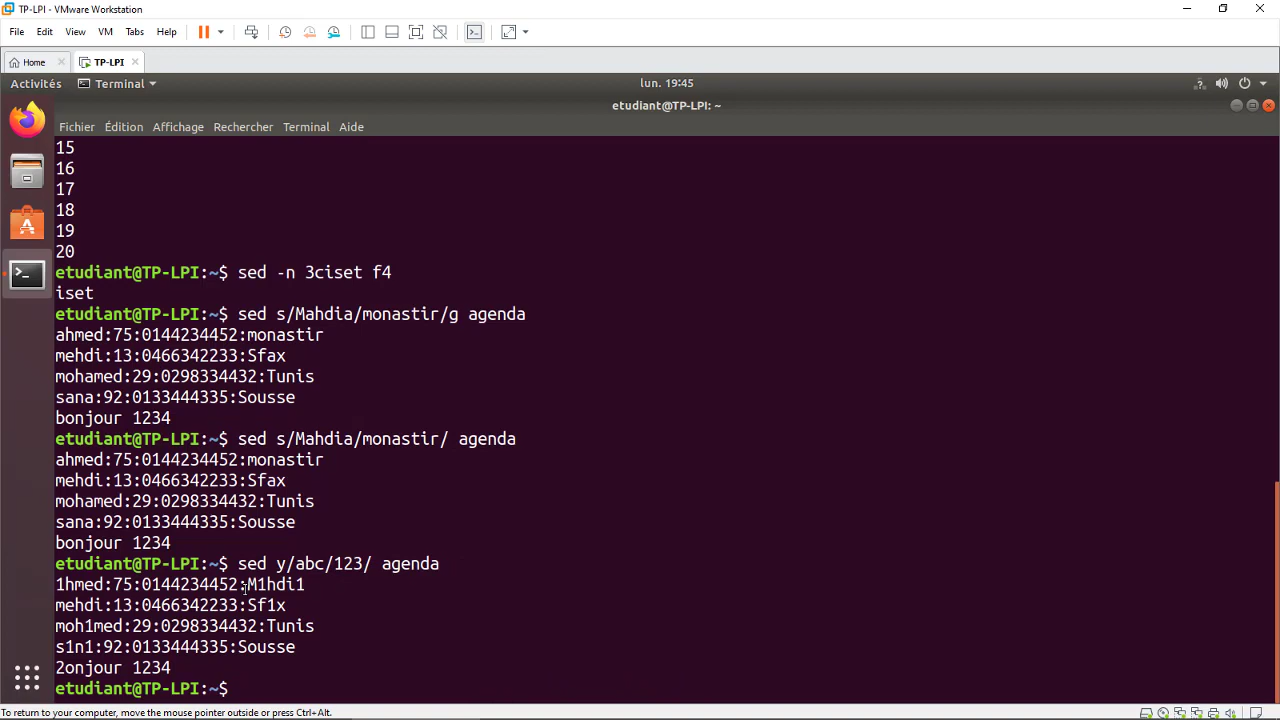 TP-LPI - VMware Workstation
File Edit View VM Tabs Help
Home TP-LPI
Activités Terminal lun. 19:45
etudiant@TP-LPI: ~
Fichier Édition Affichage Rechercher Terminal Aide
15
16
17
18
19
20
etudiant@TP-LPI:~$ sed -n 3ciset f4
iset
etudiant@TP-LPI:~$ sed s/Mahdia/monastir/g agenda
ahmed:75:0144234452:monastir
mehdi:13:0466342233:Sfax
mohamed:29:0298334432:Tunis
sana:92:0133444335:Sousse
bonjour 1234
etudiant@TP-LPI:~$ sed s/Mahdia/monastir/ agenda
ahmed:75:0144234452:monastir
mehdi:13:0466342233:Sfax
mohamed:29:0298334432:Tunis
sana:92:0133444335:Sousse
bonjour 1234
etudiant@TP-LPI:~$ sed y/abc/123/ agenda
1hmed:75:0144234452:M1hdi1
mehdi:13:0466342233:Sf1x
moh1med:29:0298334432:Tunis
s1n1:92:0133444335:Sousse
2onjour 1234
etudiant@TP-LPI:~$
To return to your computer, move the mouse pointer outside or press Ctrl+Alt.